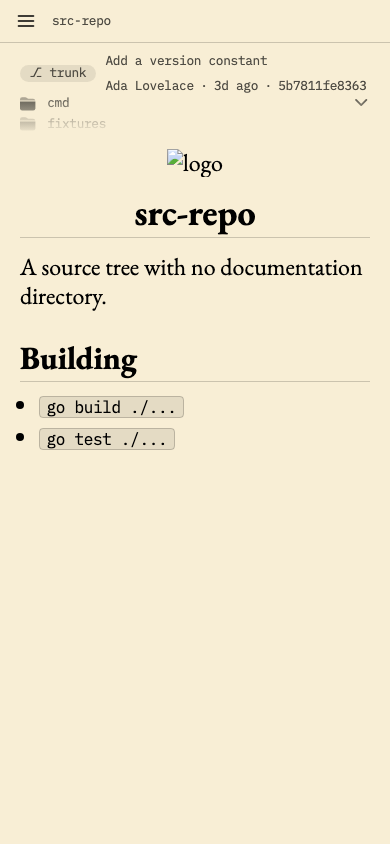 src-repo
trunk
Add a version constant
Ada Lovelace · 3d ago · 5b7811fe8363
cmd
fixtures
logo
src-repo
A source tree with no documentation
directory.
Building
go build ./...
go test ./...